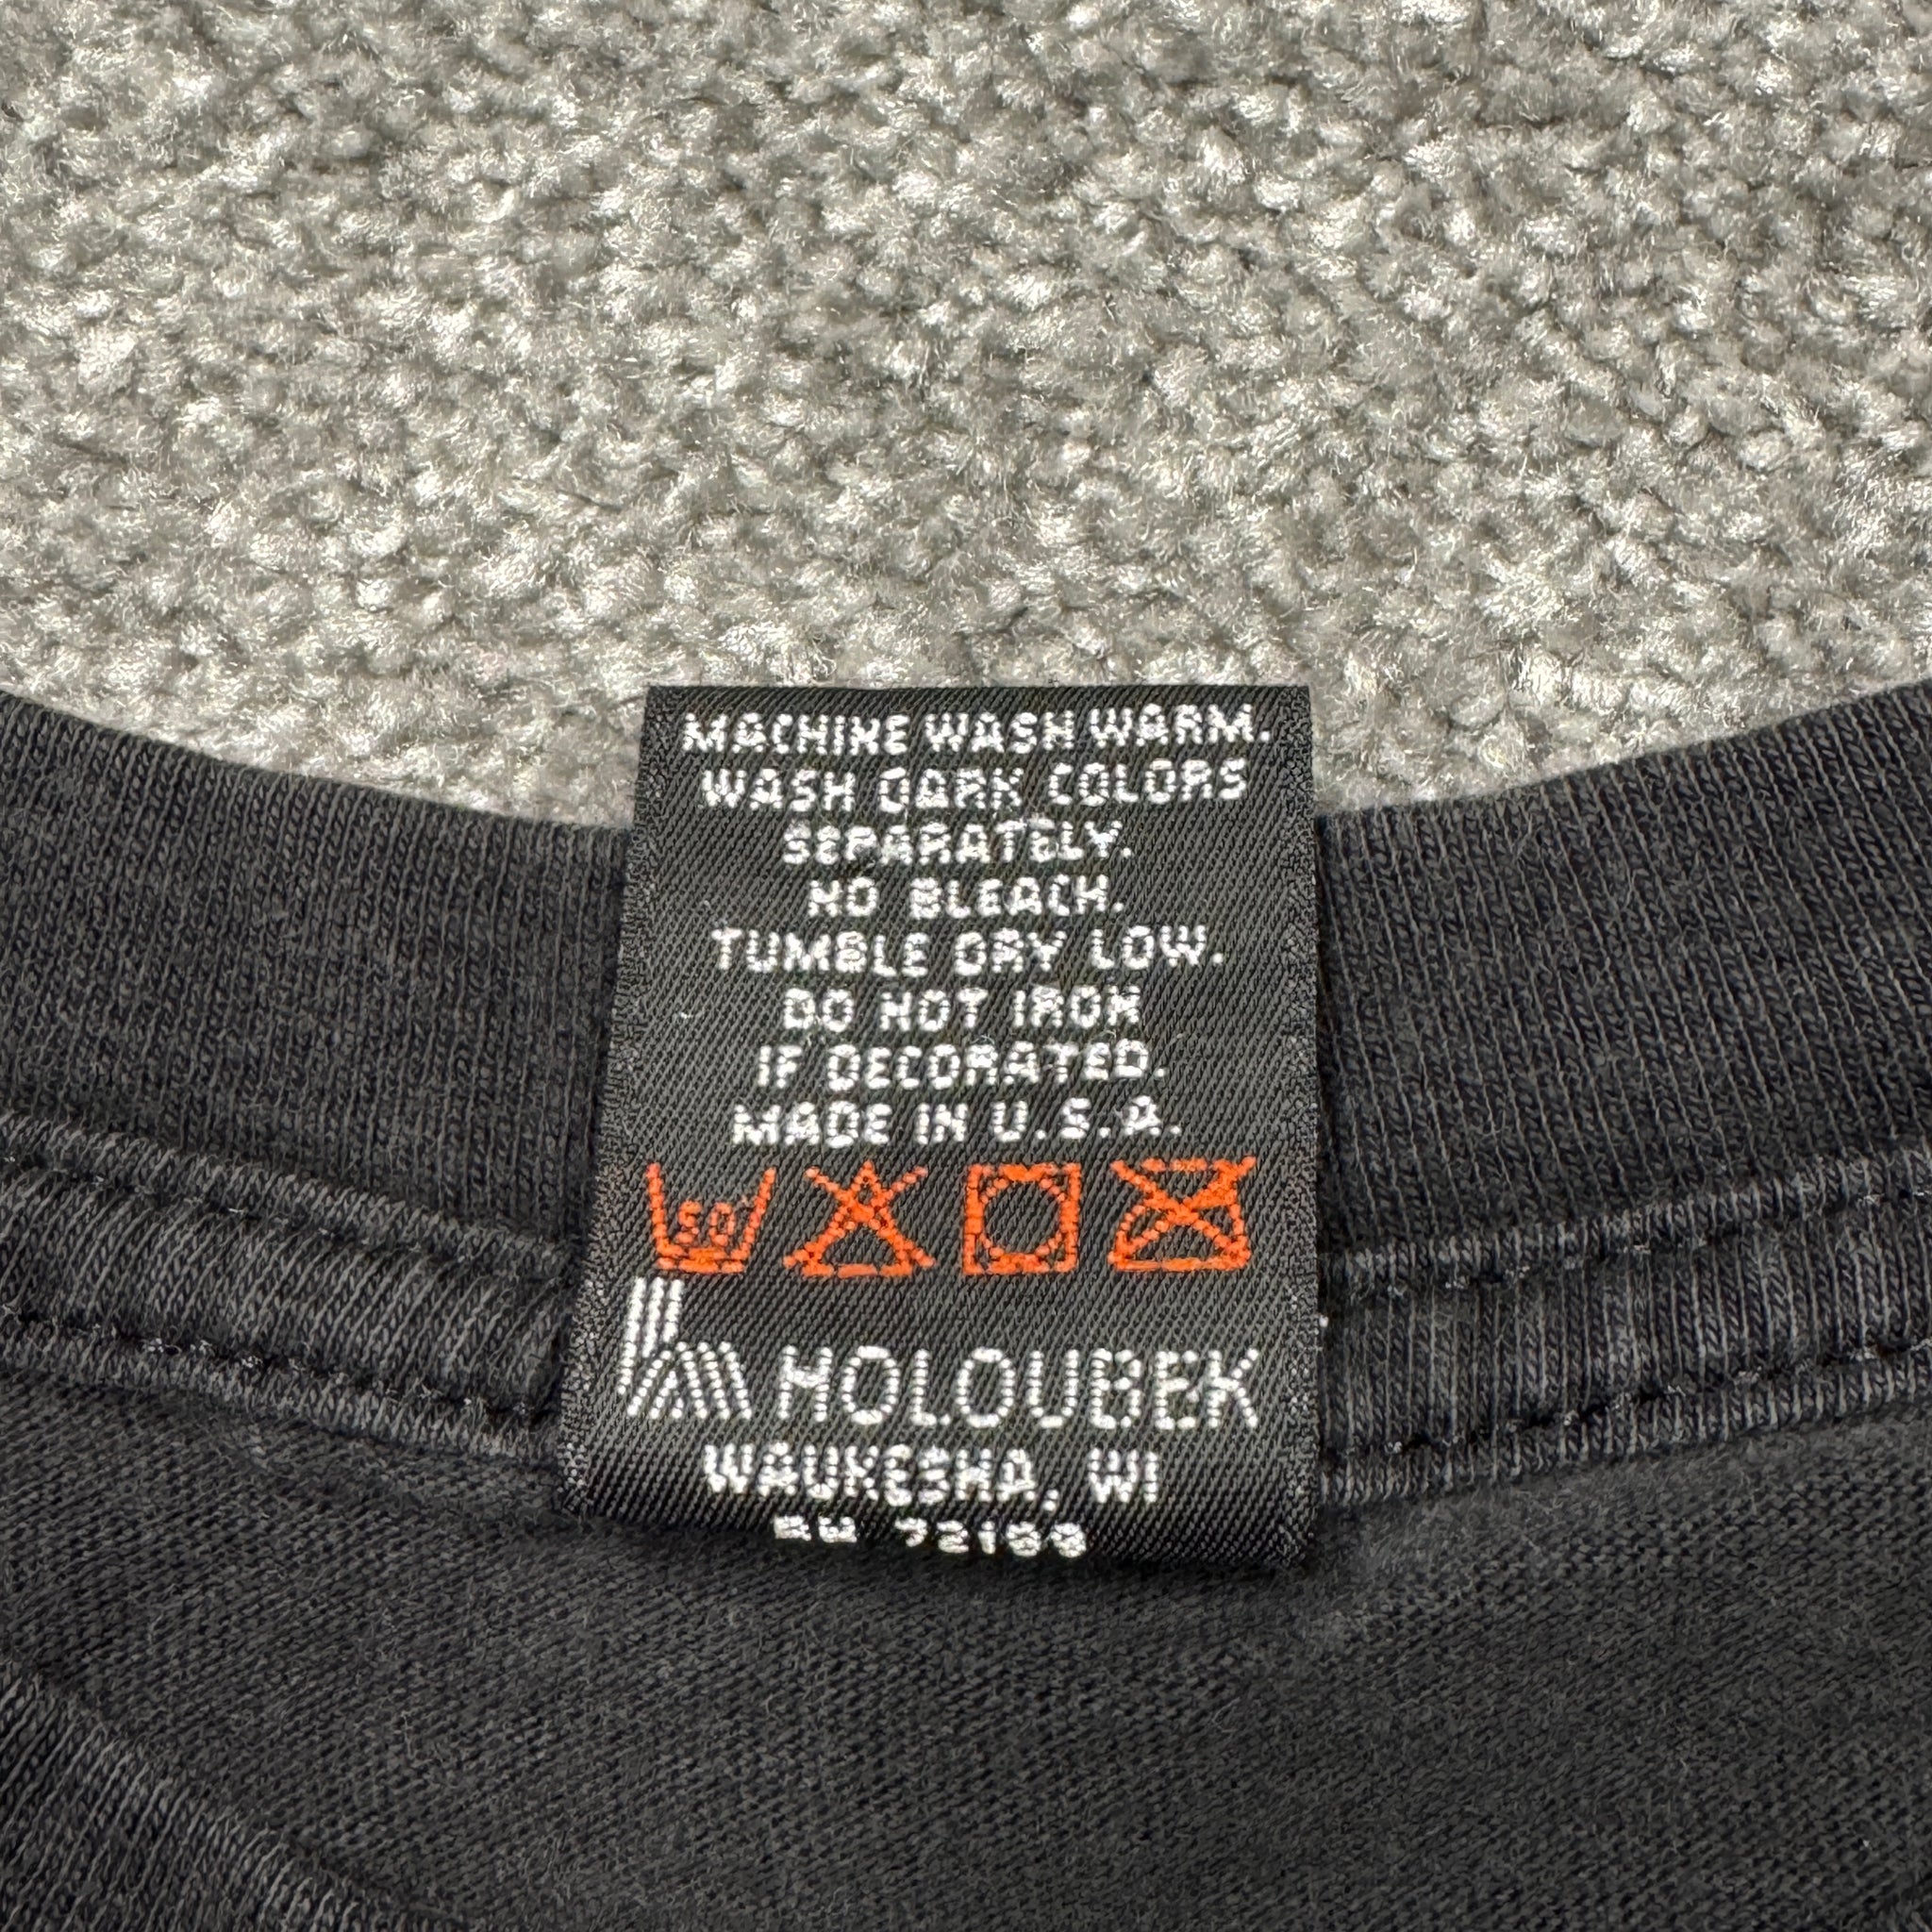 MACHINE WASH WARM.
WASH DARK COLORS
SEPARATELY.
NO BLEACH.
TUMBLE DRY LOW.
DO NOT IRON
IF DECORATED.
MADE IN U.S.A.
50
HOLOUBEK
WAUKESHA, WI